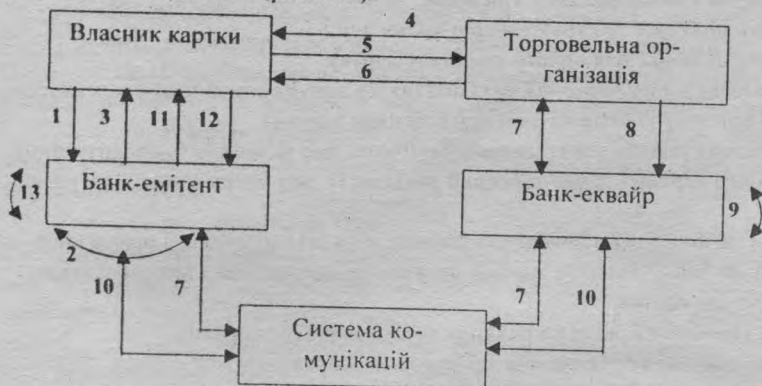 Власник картки
4
5
6
Торговельна ор-
ганізація
1
3
11
12
7
8
13
Банк-емітент
Банк-еквайр
9
2
10
7
7
10
Система ко-
мунікацій